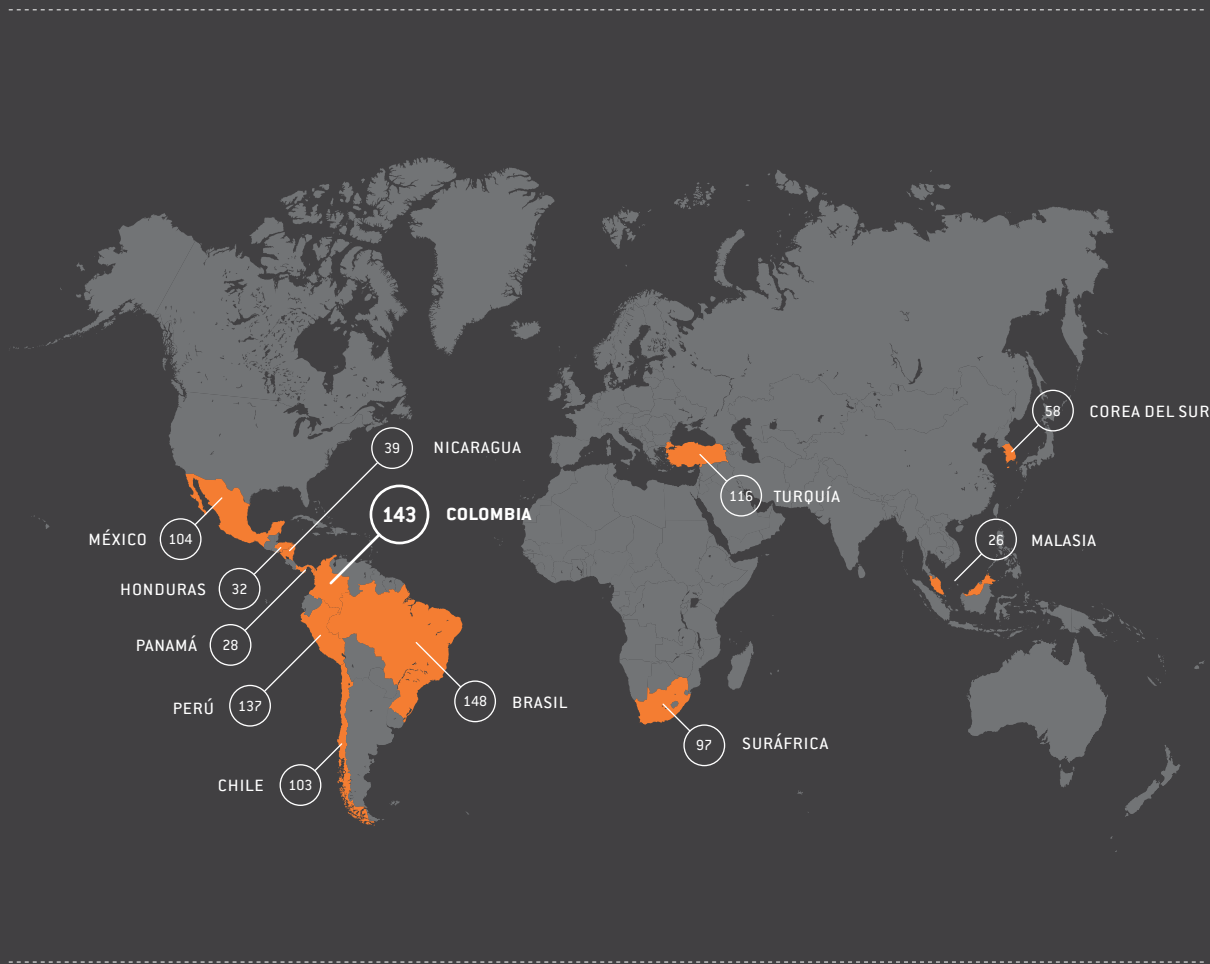 58 COREA DEL SUR
39 NICARAGUA
116 TURQUÍA
143 COLOMBIA
MÉXICO 104
26 MALASIA
HONDURAS 32
PANAMÁ 28
PERÚ 137
148 BRASIL
97 SURÁFRICA
CHILE 103